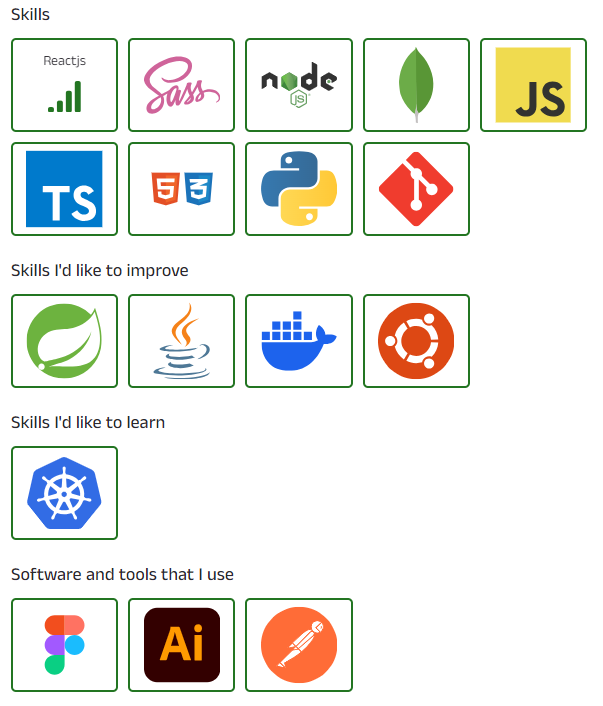 Skills
Reactjs
Sass
node
JS
JS
TS
5 3
Skills I'd like to improve
Skills I'd like to learn
Software and tools that I use
Ai